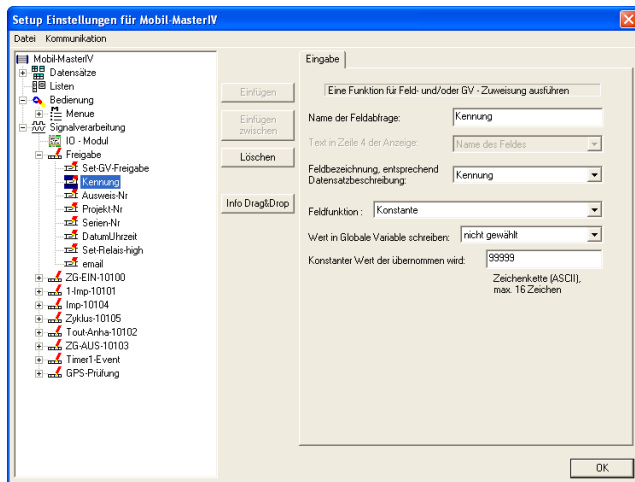 Setup Einstellungen für Mobil-MasterIV
Datei Kommunikation
Mobil-MasterIV
Datensätze
Listen
Bedienung
Menue
Signalverarbeitung
IO - Modul
Freigabe
Set-GV-Freigabe
Kennung
Ausweis-Nr
Projekt-Nr
Serien-Nr
DatumUhrzeit
Set-Relais-high
email
ZG-EIN-10100
1-Imp-10101
Imp-10104
Zyklus-10105
Tout-Anha-10102
ZG-AUS-10103
Timer1-Event
GPS-Prüfung
Einfügen
Einfügen
zwischen
Löschen
Info Drag&Drop
Eingabe
Eine Funktion für Feld- und/oder GV - Zuweisung ausführen
Name der Feldabfrage: Kennung
Text in Zeile 4 der Anzeige: Name des Feldes
Feldbezeichnung, entsprechend
Datensatzbeschreibung: Kennung
Feldfunktion : Konstante
Wert in Globale Variable schreiben: nicht gewählt
Konstanter Wert der übernommen wird: 99999
Zeichenkette (ASCII),
max. 16 Zeichen
OK